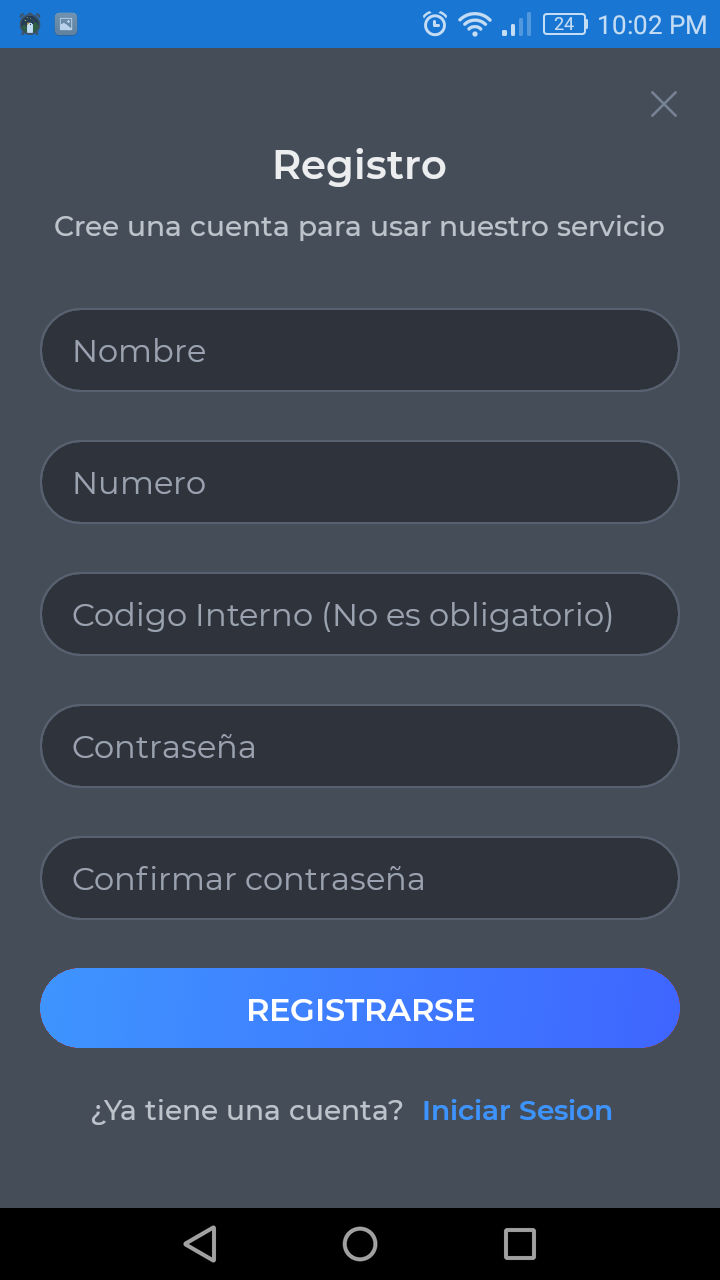 24 10:02 PM
Registro
Cree una cuenta para usar nuestro servicio
Nombre
Numero
Codigo Interno (No es obligatorio)
Contraseña
Confirmar contraseña
REGISTRARSE
¿Ya tiene una cuenta? Iniciar Sesion